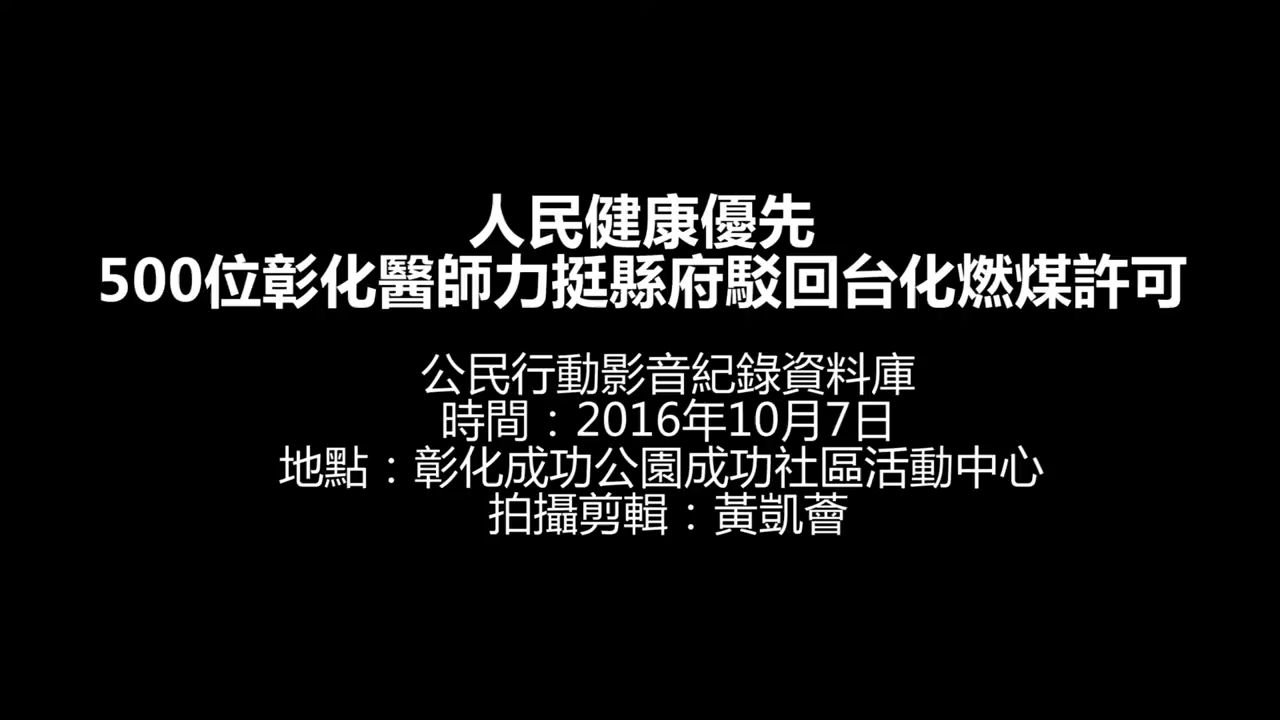 人民健康優先
500位彰化醫師力挺縣府駁回台化燃煤許可
公民行動影音紀錄資料庫
時間：2016年10月7日
地點：彰化成功公園成功社區活動中心
拍攝剪輯：黃凱薈